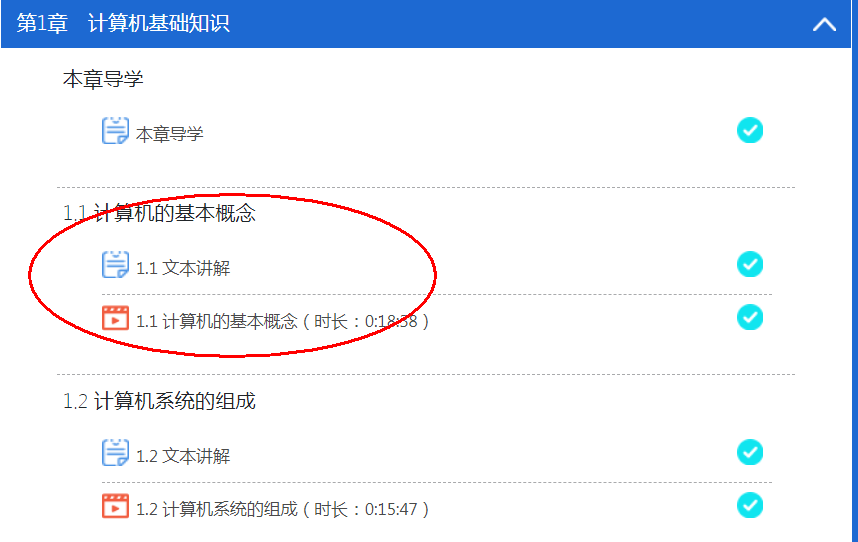 第1章 计算机基础知识
本章导学
本章导学
1.1 计算机的基本概念
1.1 文本讲解
1.1 计算机的基本概念（时长：0:18:38）
1.2 计算机系统的组成
1.2 文本讲解
1.2 计算机系统的组成（时长：0:15:47）